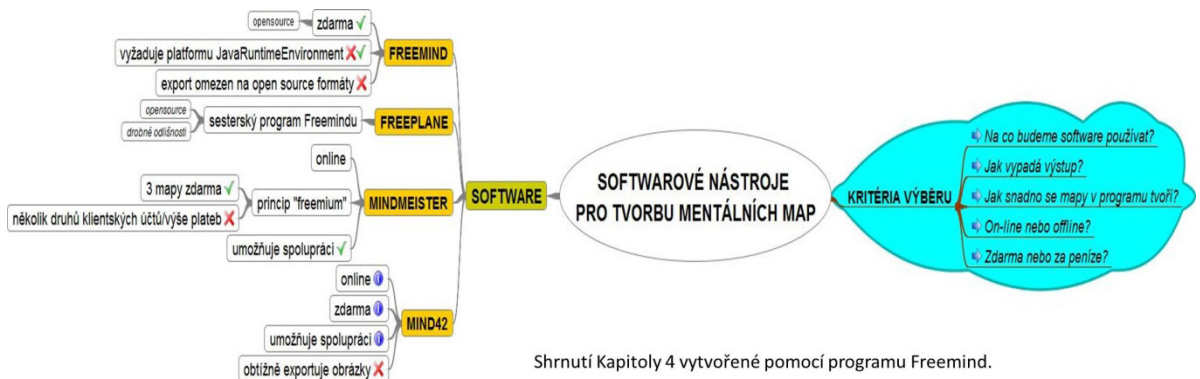 opensource
zdarma
vyžaduje platformu JavaRuntimeEnvironment
export omezen na open source formáty
FREEMIND
opensource
drobné odlišnosti
sesterský program Freemindu
FREEPLANE
online
3 mapy zdarma
několik druhů klientských účtů/výše plateb
princip "freemium"
umožňuje spolupráci
MINDMEISTER
online
zdarma
umožňuje spolupráci
obtížně exportuje obrázky
MIND42
SOFTWARE
SOFTWAROVÉ NÁSTROJE
PRO TVORBU MENTÁLNÍCH MAP
KRITÉRIA VÝBĚRU
Na co budeme software používat?
Jak vypadá výstup?
Jak snadno se mapy v programu tvoří?
On-line nebo offline?
Zdarma nebo za peníze?
Shrnutí Kapitoly 4 vytvořené pomocí programu Freemind.